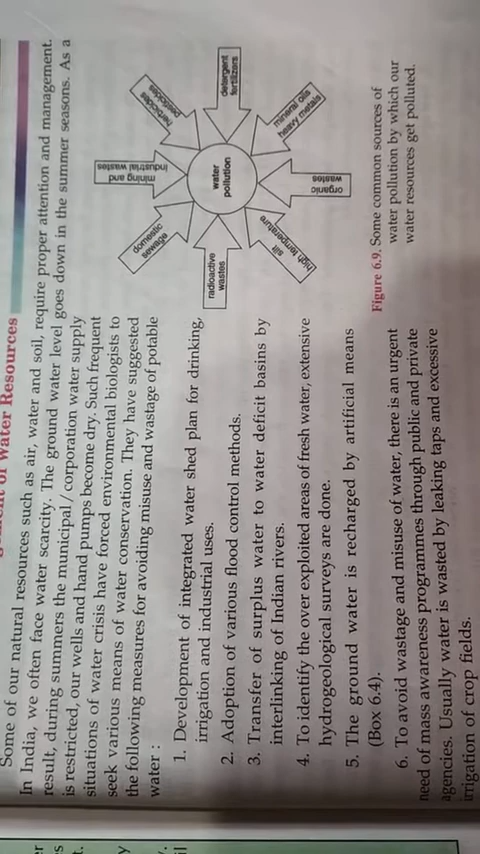 gement of Water Resources
Some of our natural resources such as air, water and soil, require proper attention and management.
In India, we often face water scarcity. The ground water level goes down in the summer seasons. As a
result, during summers the municipal/corporation water supply
is restricted, our wells and hand pumps become dry. Such frequent
situations of water crisis have forced environmental biologists to
seek various means of water conservation. They have suggested
the following measures for avoiding misuse and wastage of potable
water :
1. Development of integrated water shed plan for drinking,
irrigation and industrial uses.
2. Adoption of various flood control methods.
3. Transfer of surplus water to water deficit basins by
interlinking of Indian rivers.
4. To identify the over exploited areas of fresh water, extensive
hydrogeological surveys are done.
5. The ground water is recharged by artificial means
(Box 6.4).
6. To avoid wastage and misuse of water, there is an urgent
need of mass awareness programmes through public and private
agencies. Usually water is wasted by leaking taps and excessive
irrigation of crop fields.
water
pollution
radioactive
wastes
domestic
sewage
mining and
industrial wastes
herbicides
pesticides
detergent
fertilizers
mineral oils
heavy metals
organic
wastes
silt
high temperature
Figure 6.9. Some common sources of
water pollution by which our
water resources get polluted.